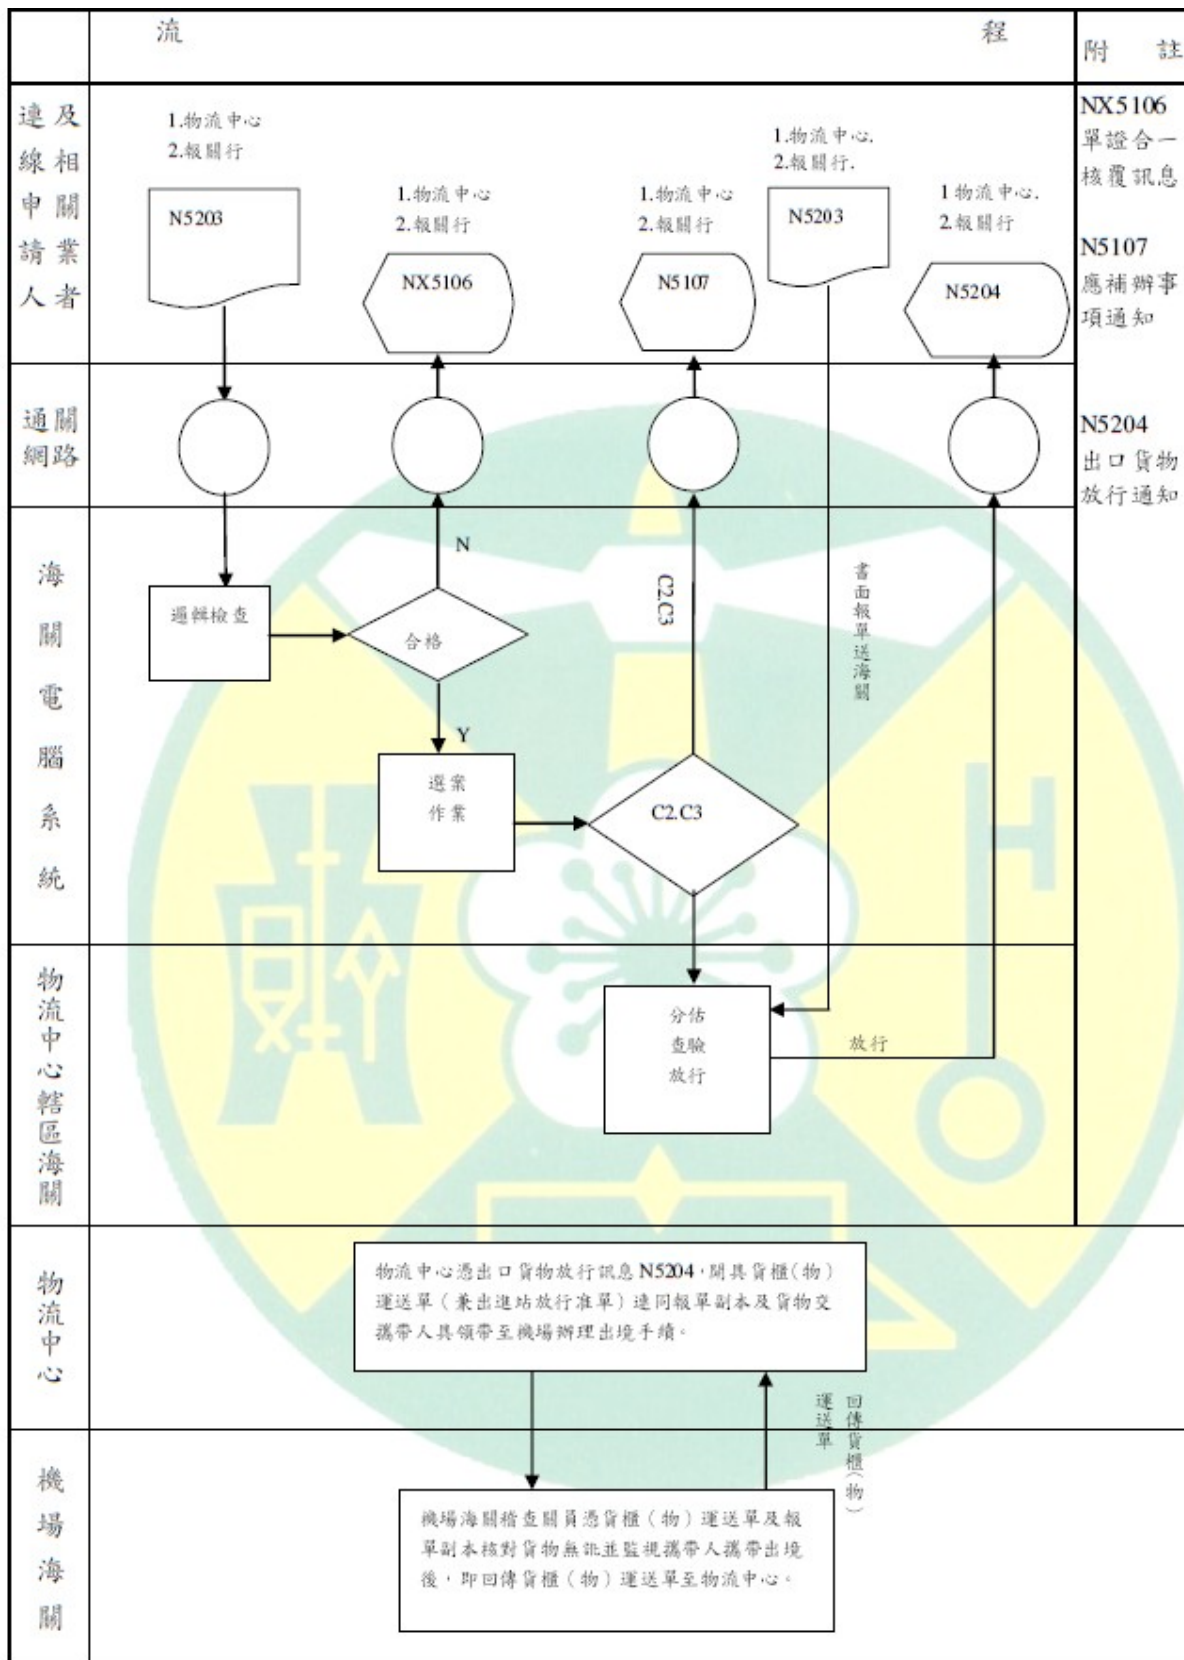 流 程
附 註
連線申請人
及相關業者
1.物流中心
2.報關行
N5203
1.物流中心
2.報關行
NX5106
1.物流中心
2.報關行
N5107
1.物流中心.
2.報關行.
N5203
1物流中心.
2.報關行
N5204
NX5106
單證合一
核覆訊息
N5107
應補辦事
項通知
N5204
出口貨物
放行通知
通關
網路
海關電腦系統
邏輯檢查
合格
N
Y
選案
作業
C2.C3
C2.C3
書面報單送海關
物流中心轄區海關
分估
查驗
放行
放行
物流中心
物流中心憑出口貨物放行訊息N5204,開具貨櫃(物)
運送單(兼出進站放行准單)連同報單副本及貨物交
攜帶人具領帶至機場辦理出境手續。
回傳貨櫃(物)
運送單
機場海關
機場海關稽查關員憑貨櫃(物)運送單及報
單副本核對貨物無訛並監視攜帶人攜帶出境
後,即回傳貨櫃(物)運送單至物流中心。